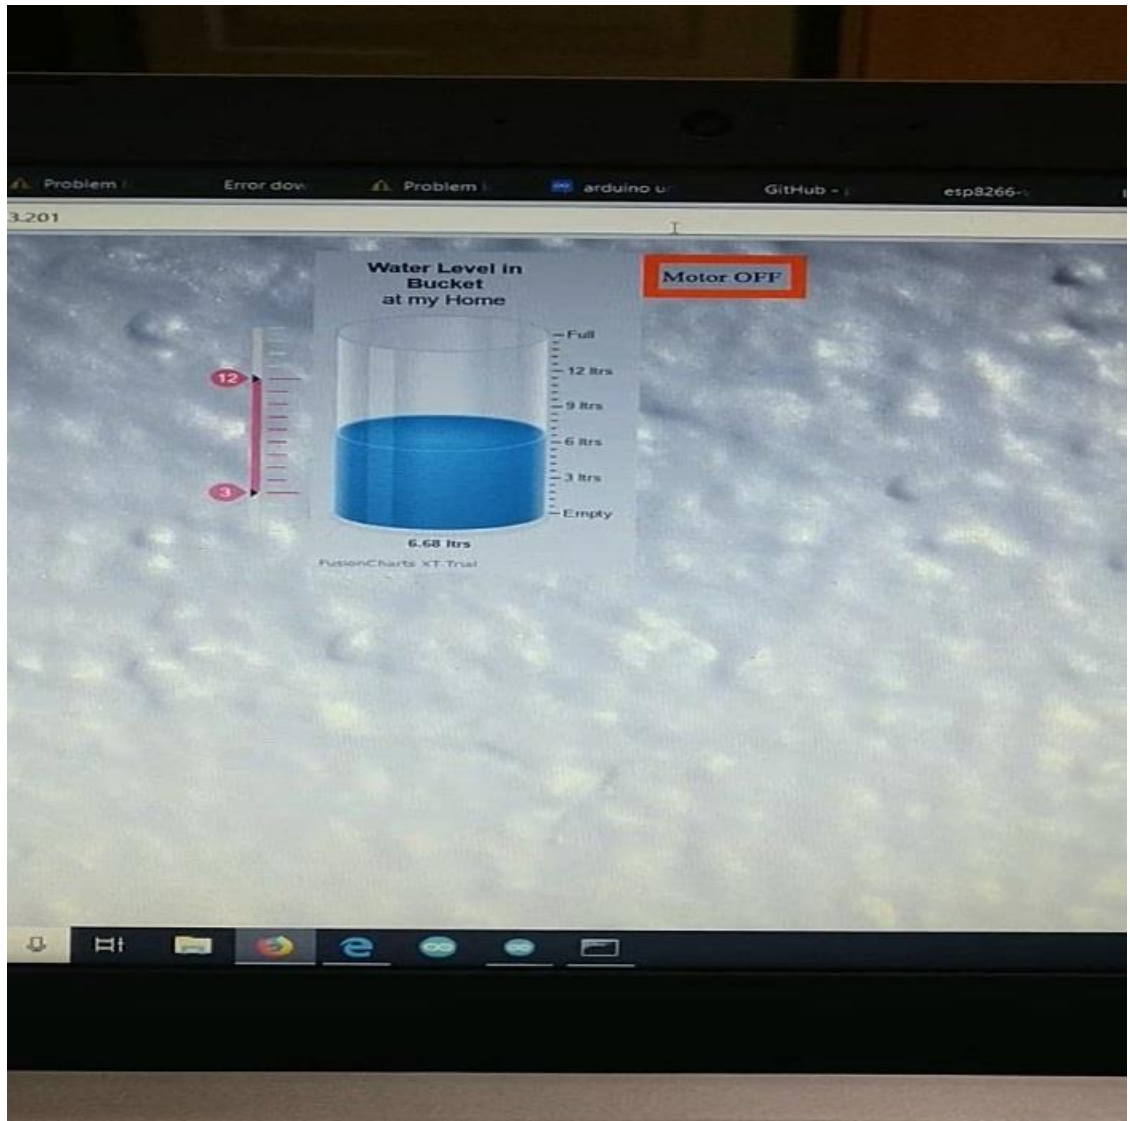 Problem
Error dow
Problem
arduino u
GitHub -
esp8266-
3.201
Water Level in
Bucket
at my Home
Motor OFF
Full
12 ltrs
9 ltrs
6 ltrs
3 ltrs
Empty
12
3
6.68 ltrs
FusionCharts XT Trial